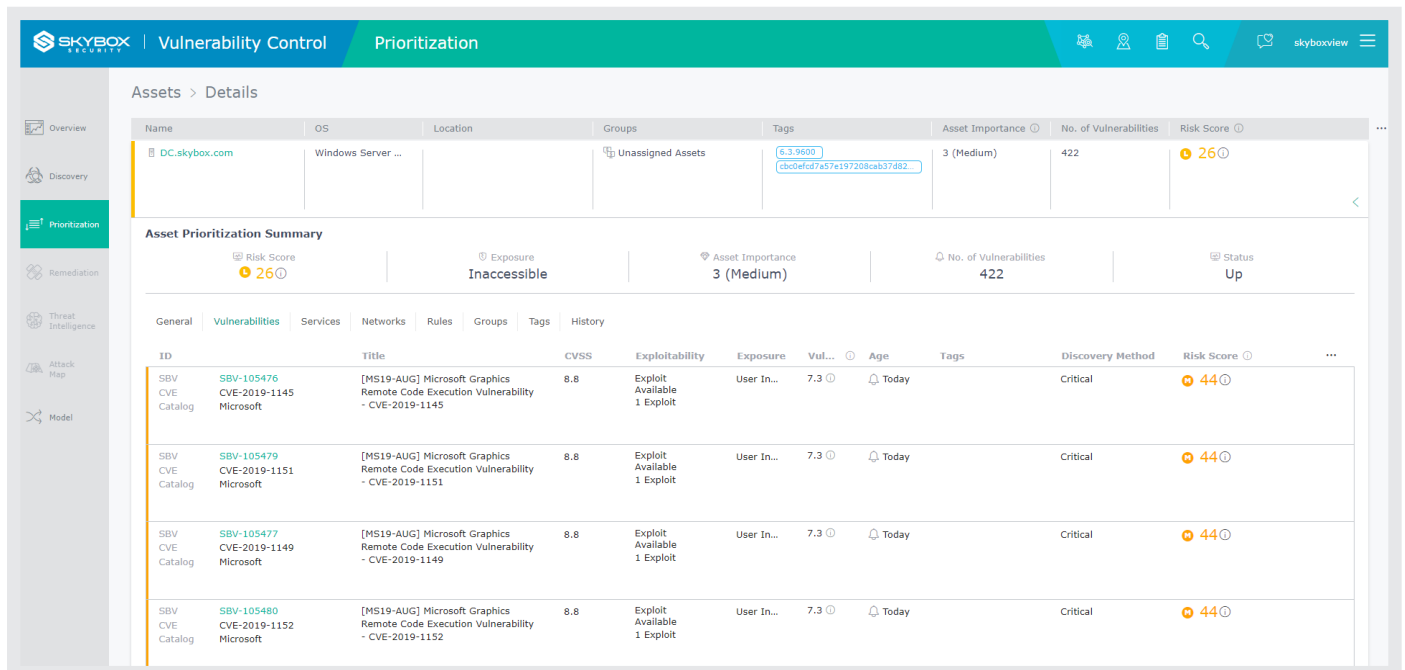 SKYBOX SECURITY | Vulnerability Control Prioritization skyboxview
Assets > Details
Overview
Discovery
Prioritization
Remediation
Threat
Intelligence
Attack
Map
Model
Name OS Location Groups Tags Asset Importance No. of Vulnerabilities Risk Score ...
DC.skybox.com Windows Server ... Unassigned Assets 6.3.9600 3 (Medium) 422 L 26
cbc0efcd7a57e197208cab37d82...
Asset Prioritization Summary
Risk Score Exposure Asset Importance No. of Vulnerabilities Status
L 26 Inaccessible 3 (Medium) 422 Up
General Vulnerabilities Services Networks Rules Groups Tags History
ID Title CVSS Exploitability Exposure Vul... Age Tags Discovery Method Risk Score ...
SBV SBV-105476 [MS19-AUG] Microsoft Graphics 8.8 Exploit User In... 7.3 Today Critical M 44
CVE CVE-2019-1145 Remote Code Execution Vulnerability Available
Catalog Microsoft - CVE-2019-1145 1 Exploit
SBV SBV-105479 [MS19-AUG] Microsoft Graphics 8.8 Exploit User In... 7.3 Today Critical M 44
CVE CVE-2019-1151 Remote Code Execution Vulnerability Available
Catalog Microsoft - CVE-2019-1151 1 Exploit
SBV SBV-105477 [MS19-AUG] Microsoft Graphics 8.8 Exploit User In... 7.3 Today Critical M 44
CVE CVE-2019-1149 Remote Code Execution Vulnerability Available
Catalog Microsoft - CVE-2019-1149 1 Exploit
SBV SBV-105480 [MS19-AUG] Microsoft Graphics 8.8 Exploit User In... 7.3 Today Critical M 44
CVE CVE-2019-1152 Remote Code Execution Vulnerability Available
Catalog Microsoft - CVE-2019-1152 1 Exploit